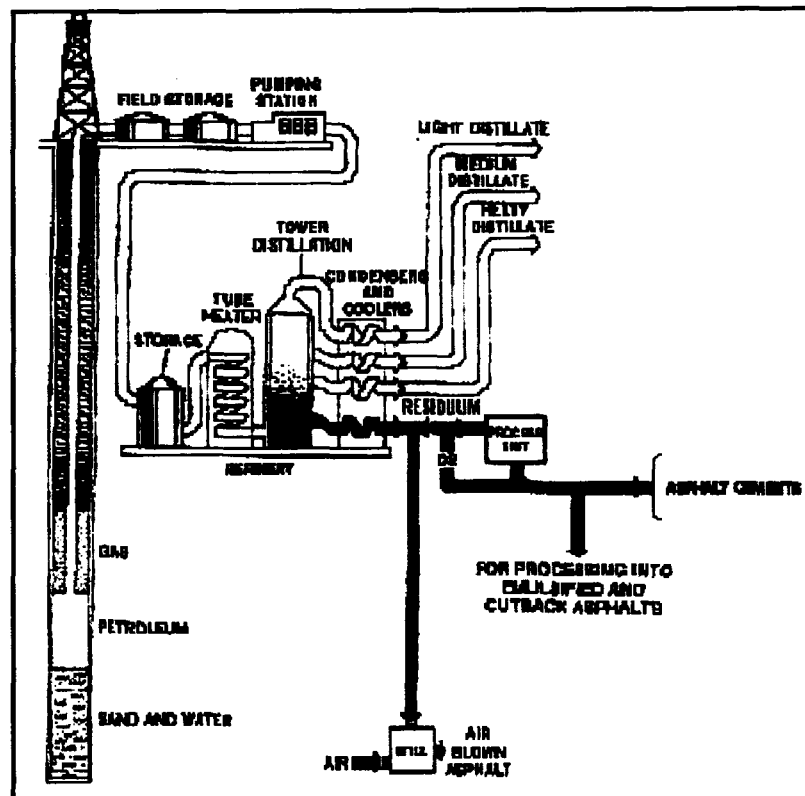 FIELD STORAGE
PUMPING
STATION
LIGHT DISTILLATE
MEDIUM
DISTILLATE
HEAVY
DISTILLATE
TOWER
DISTILLATION
CONDENSERS
AND
COOLERS
TUBE
HEATER
STORAGE
RESIDUUM
PROCESS
UNIT
OR
REFINERY
ASPHALT CEMENTS
GAS
FOR PROCESSING INTO
EMULSIFIED AND
CUTBACK ASPHALTS
PETROLEUM
SAND AND WATER
AIR
STILL
AIR
BLOWN
ASPHALT